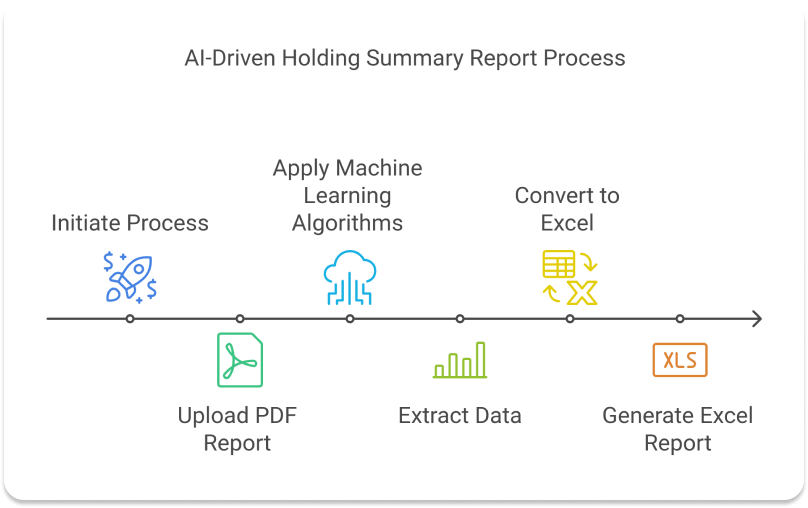 AI-Driven Holding Summary Report Process
Initiate Process
Upload PDF
Report
Apply Machine
Learning
Algorithms
Extract Data
Convert to
Excel
XLS
Generate Excel
Report